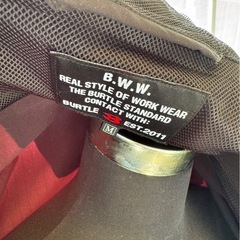 B.W.W.
REAL STYLE OF WORK WEAR
THE BURTLE STANDARD
CONTACT WITH:
BURTLE B EST.2011
M